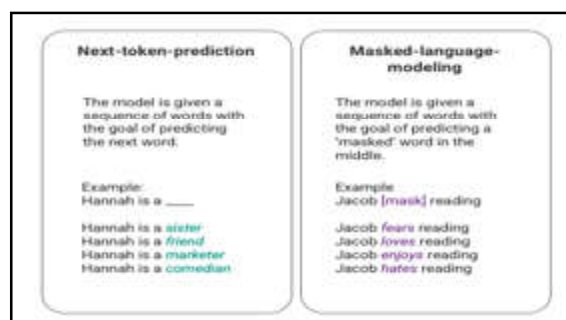 Next-token-prediction
The model is given a
sequence of words with
the goal of predicting
the next word.
Example:
Hannah is a ____
Hannah is a sister
Hannah is a friend
Hannah is a marketer
Hannah is a comedian
Masked-language-
modeling
The model is given a
sequence of words with
the goal of predicting a
'masked' word in the
middle.
Example
Jacob [mask] reading
Jacob fears reading
Jacob loves reading
Jacob enjoys reading
Jacob hates reading